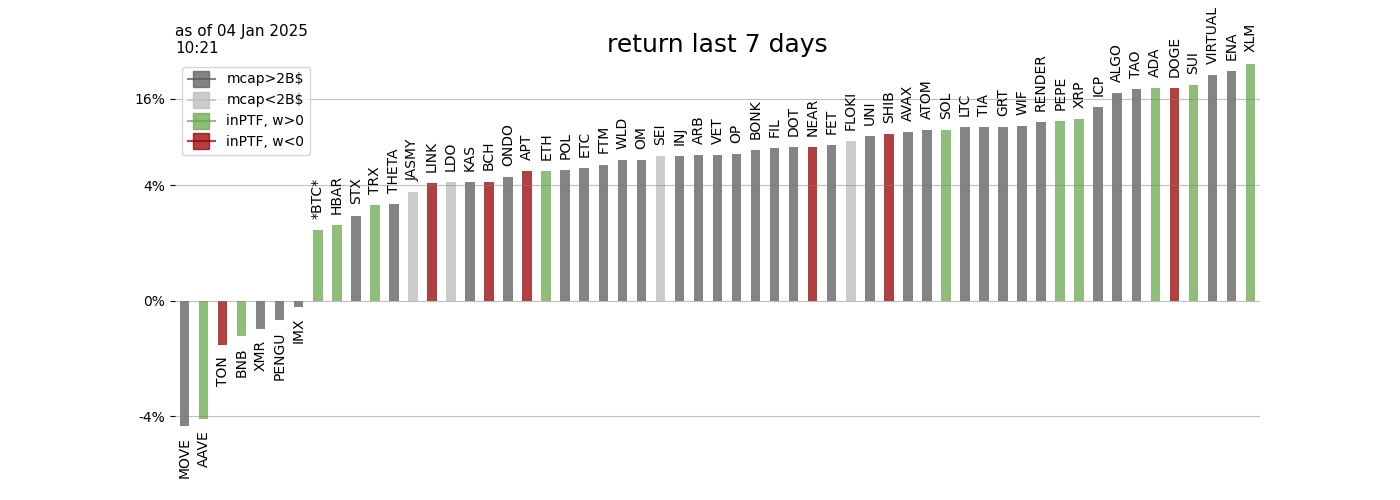 as of 04 Jan 2025
10:21
return last 7 days
mcap>2B$
mcap<2B$
inPTF, w>0
inPTF, w<0
16%
4%
0%
-4%
MOVE
AAVE
TON
BNB
XMR
PENGU
IMX
*BTC*
HBAR
STX
TRX
THETA
JASMY
LINK
LDO
KAS
BCH
ONDO
APT
ETH
POL
ETC
FTM
WLD
OM
SEI
INJ
ARB
VET
OP
BONK
FIL
DOT
NEAR
FET
FLOKI
UNI
SHIB
AVAX
ATOM
SOL
LTC
TIA
GRT
WIF
RENDER
PEPE
XRP
ICP
ALGO
TAO
ADA
DOGE
SUI
VIRTUAL
ENA
XLM